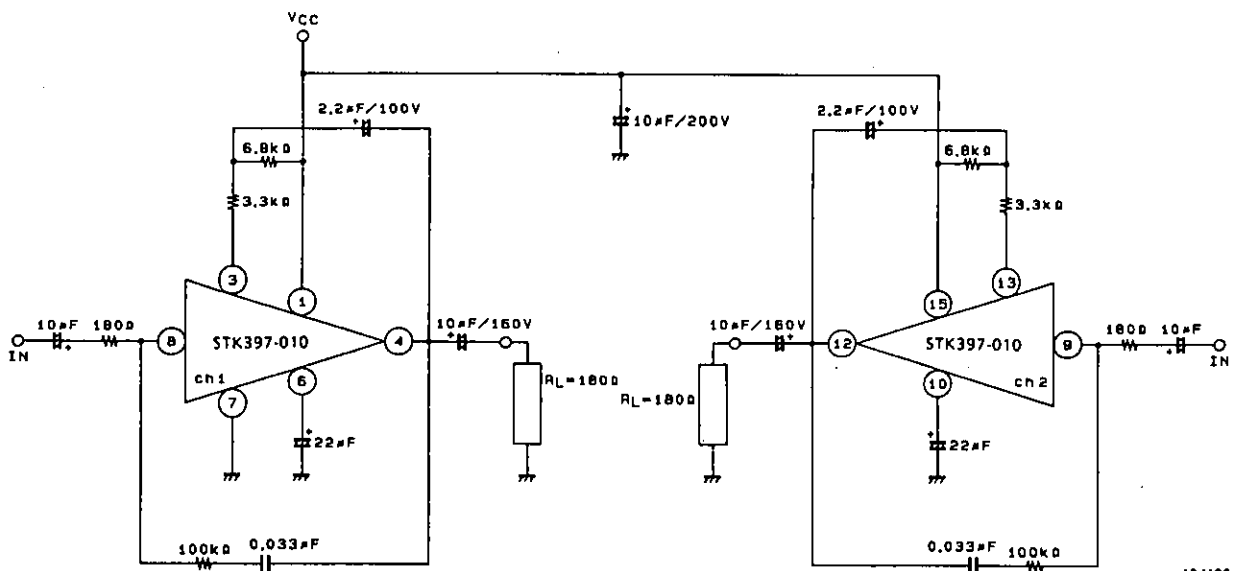 VCC
2.2µF/100V
10µF/200V
2.2µF/100V
6.8kΩ
6.8kΩ
3.3kΩ
3.3kΩ
3
1
15
13
10µF
180Ω
8
STK397-010
4
10µF/160V
10µF/160V
12
STK397-010
9
180Ω
10µF
IN
IN
ch1
6
RL=180Ω
RL=180Ω
10
ch2
7
22µF
22µF
100kΩ
0.033µF
0.033µF
100kΩ